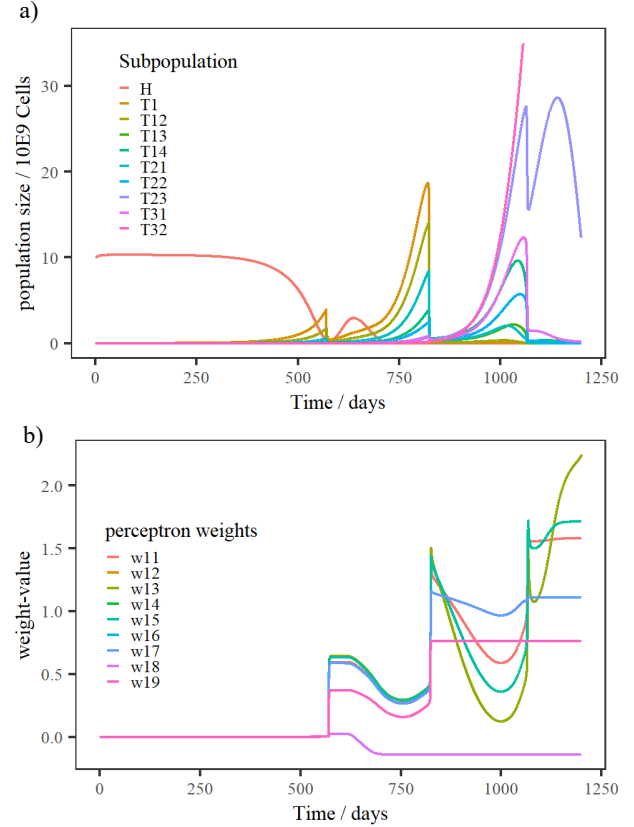 a)
population size / 10E9 Cells
30
20
10
0
Subpopulation
H
T1
T12
T13
T14
T21
T22
T23
T31
T32
0
250
500
750
1000
1250
Time / days
b)
weight-value
2.0
1.5
1.0
0.5
0.0
perceptron weights
w11
w12
w13
w14
w15
w16
w17
w18
w19
0
250
500
750
1000
1250
Time / days